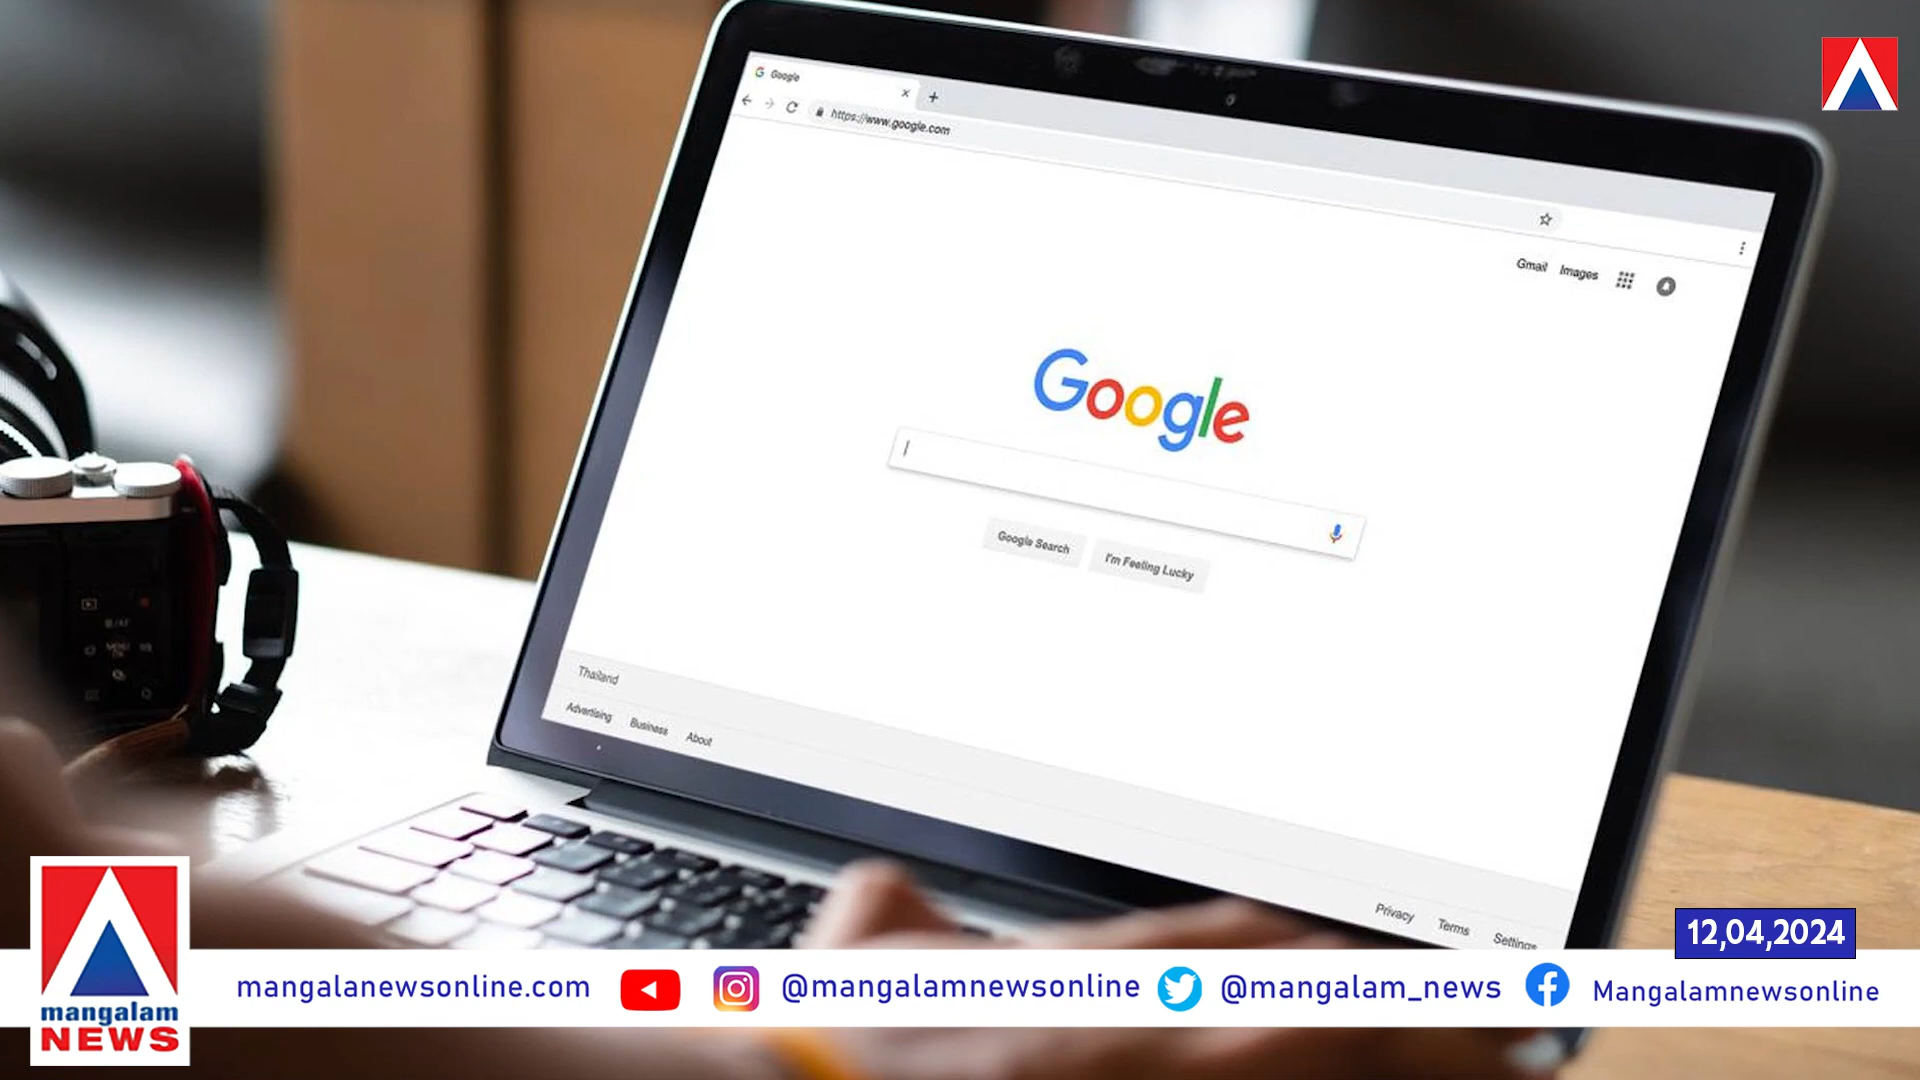 Google
https://www.google.com
Gmail Images
Google
Google Search I'm Feeling Lucky
Thailand
Advertising Business About
Privacy Terms Settings
12,04,2024
mangalanewsonline.com @mangalamnewsonline @mangalam_news Mangalamnewsonline
mangalam
NEWS